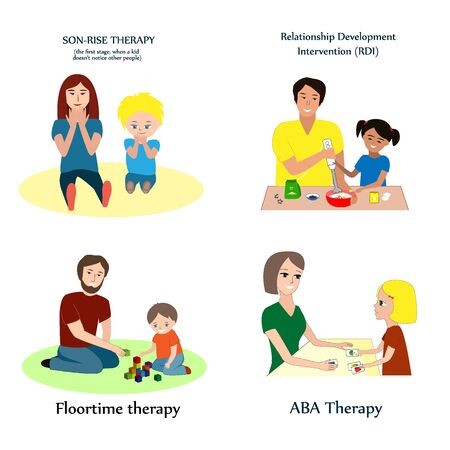 SON-RISE THERAPY
(the first stage, when a kid
doesn't notice other people)
Relationship Development
Intervention (RDI)
Floortime therapy
ABA Therapy